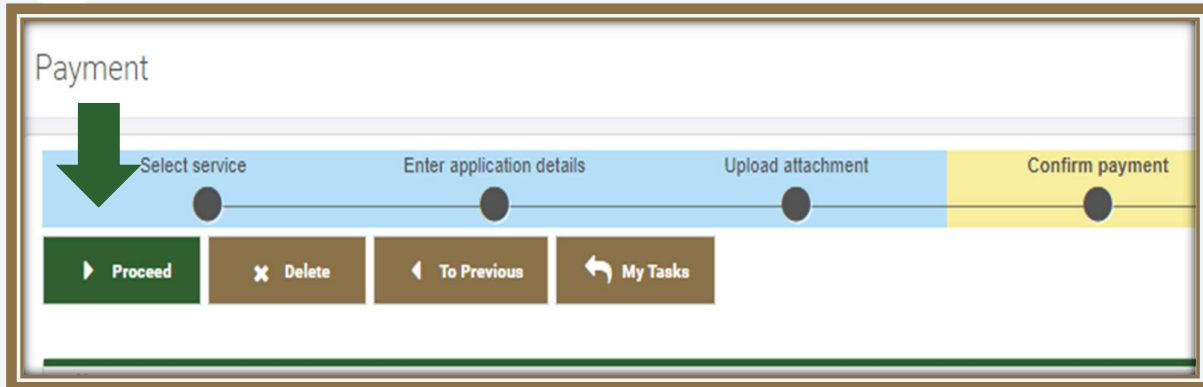 Payment
Select service Enter application details Upload attachment Confirm payment
Proceed Delete To Previous My Tasks